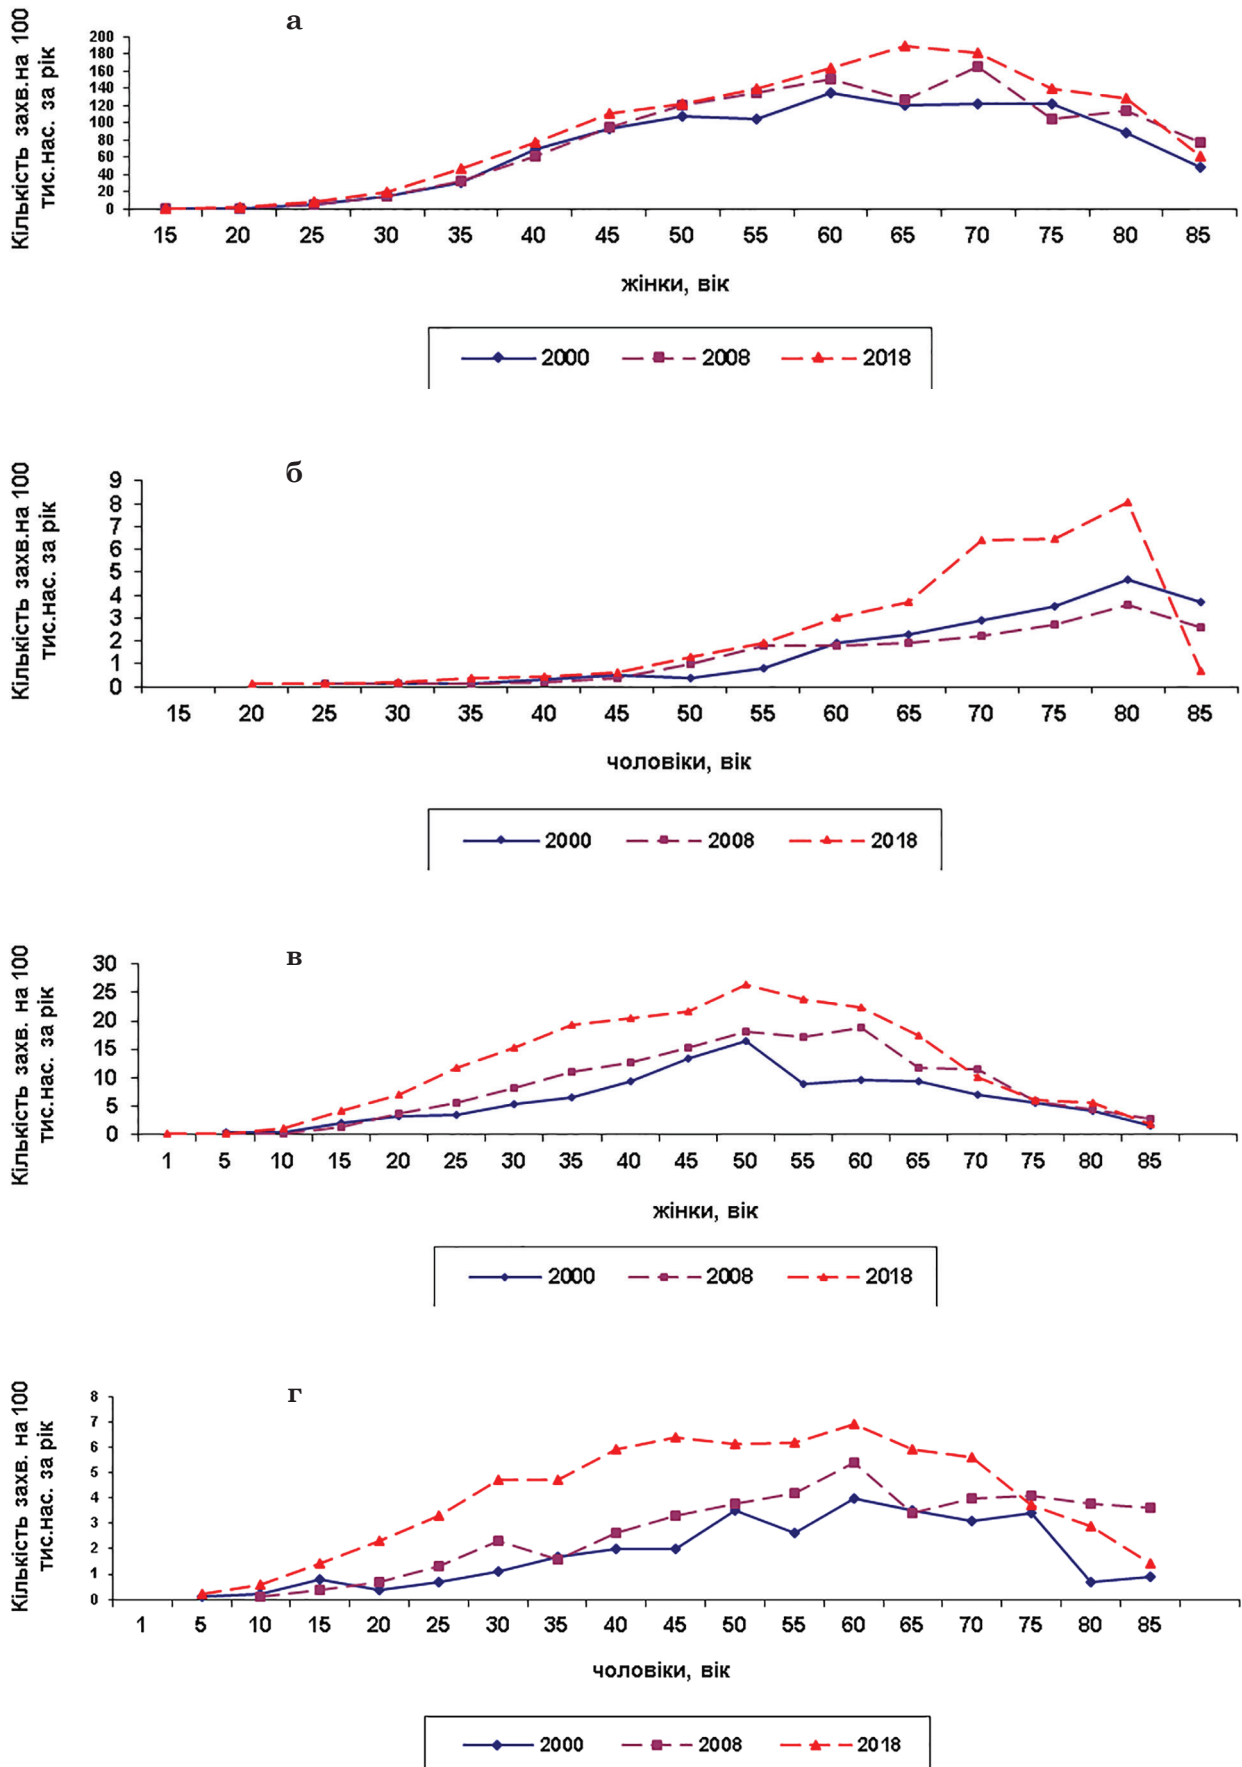 а
Кількість захв.на 100
тис.нас. за рік
200
180
160
140
120
100
80
60
40
20
0
15 20 25 30 35 40 45 50 55 60 65 70 75 80 85
жінки, вік
2000 2008 2018
б
Кількість захв.на 100
тис.нас. за рік
9
8
7
6
5
4
3
2
1
0
15 20 25 30 35 40 45 50 55 60 65 70 75 80 85
чоловіки, вік
2000 2008 2018
в
Кількість захв. на 100
тис.нас. за рік
30
25
20
15
10
5
0
1 5 10 15 20 25 30 35 40 45 50 55 60 65 70 75 80 85
жінки, вік
2000 2008 2018
г
Кількість захв. на 100
тис.нас. за рік
8
7
6
5
4
3
2
1
0
1 5 10 15 20 25 30 35 40 45 50 55 60 65 70 75 80 85
чоловіки, вік
2000 2008 2018